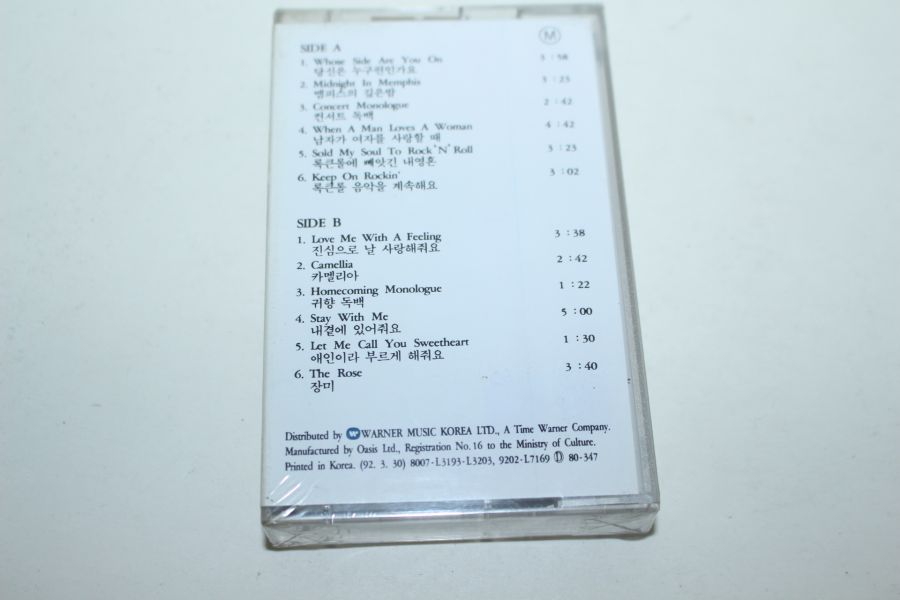 SIDE A
Ⓜ
1. Whose Side Are You On 3 : 58
당신은 누구편인가요
2. Midnight In Memphis 3 : 23
멤피스의 깊은밤
3. Concert Monologue 2 : 42
컨서트 독백
4. When A Man Loves A Woman 4 : 42
남자가 여자를 사랑할 때
5. Sold My Soul To Rock'N' Roll 3 : 23
록큰롤에 빼앗긴 내영혼
6. Keep On Rockin' 3 : 02
록큰롤 음악을 계속해요
SIDE B
1. Love Me With A Feeling 3 : 38
진심으로 날 사랑해줘요
2. Camellia 2 : 42
카멜리아
3. Homecoming Monologue 1 : 22
귀향 독백
4. Stay With Me 5 : 00
내곁에 있어줘요
5. Let Me Call You Sweetheart 1 : 30
애인이라 부르게 해줘요
6. The Rose 3 : 40
장미
Distributed by WARNER MUSIC KOREA LTD., A Time Warner Company.
Manufactured by Oasis Ltd., Registration No. 16 to the Ministry of Culture.
Printed in Korea. (92. 3. 30) 8007-L3193-L3203, 9202-L7169 Ⓓ 80-347